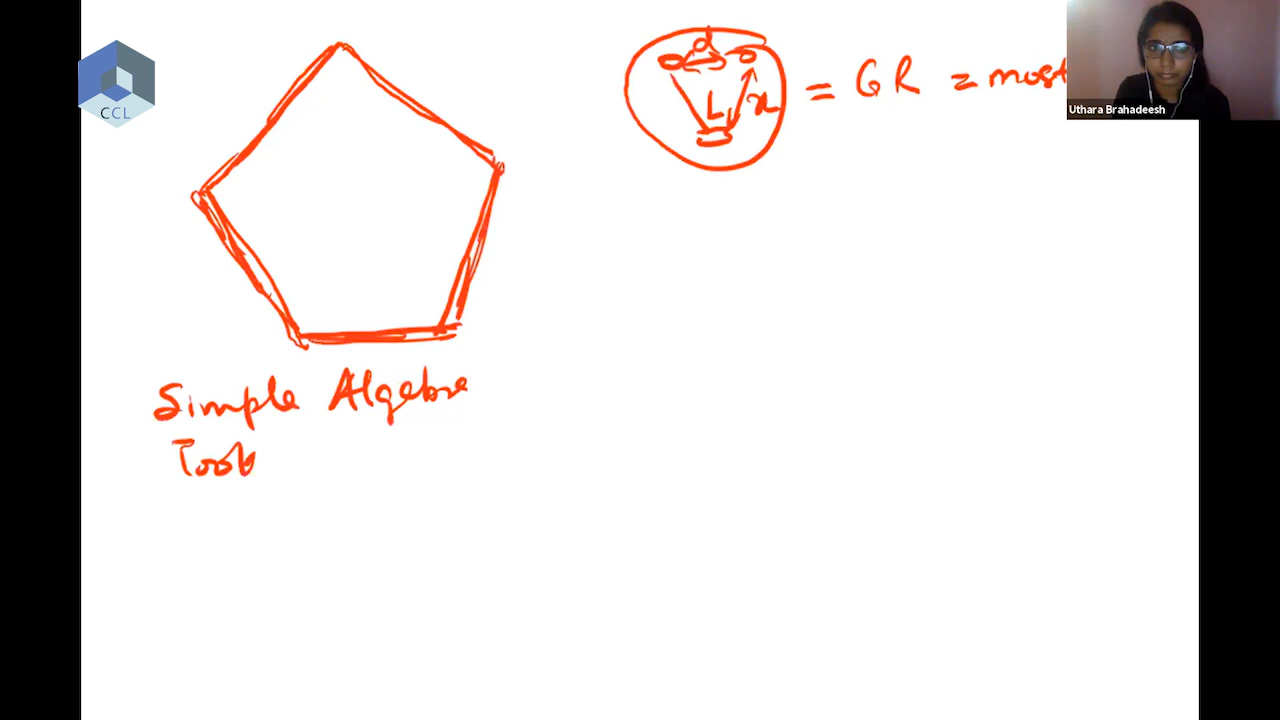 CCL
d
L x
= GR = most
Uthara Brahadeesh
Simple Algebra
Tools